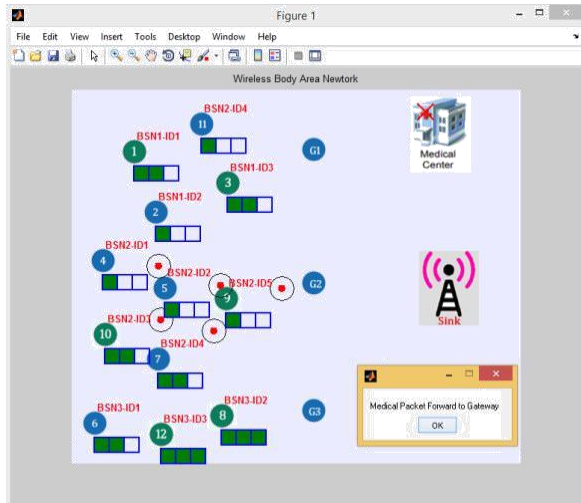 Figure 1
File Edit View Insert Tools Desktop Window Help
Wireless Body Area Newtork
BSN2-ID4
11
BSN1-ID1
1
G1
Medical
Center
BSN1-ID3
3
BSN1-ID2
2
BSN2-ID1
4
BSN2-ID2
5
BSN2-ID5
9
G2
Sink
BSN2-ID3
10
BSN2-ID4
7
Medical Packet Forward to Gateway
OK
BSN3-ID1
6
BSN3-ID3
12
BSN3-ID2
8
G3